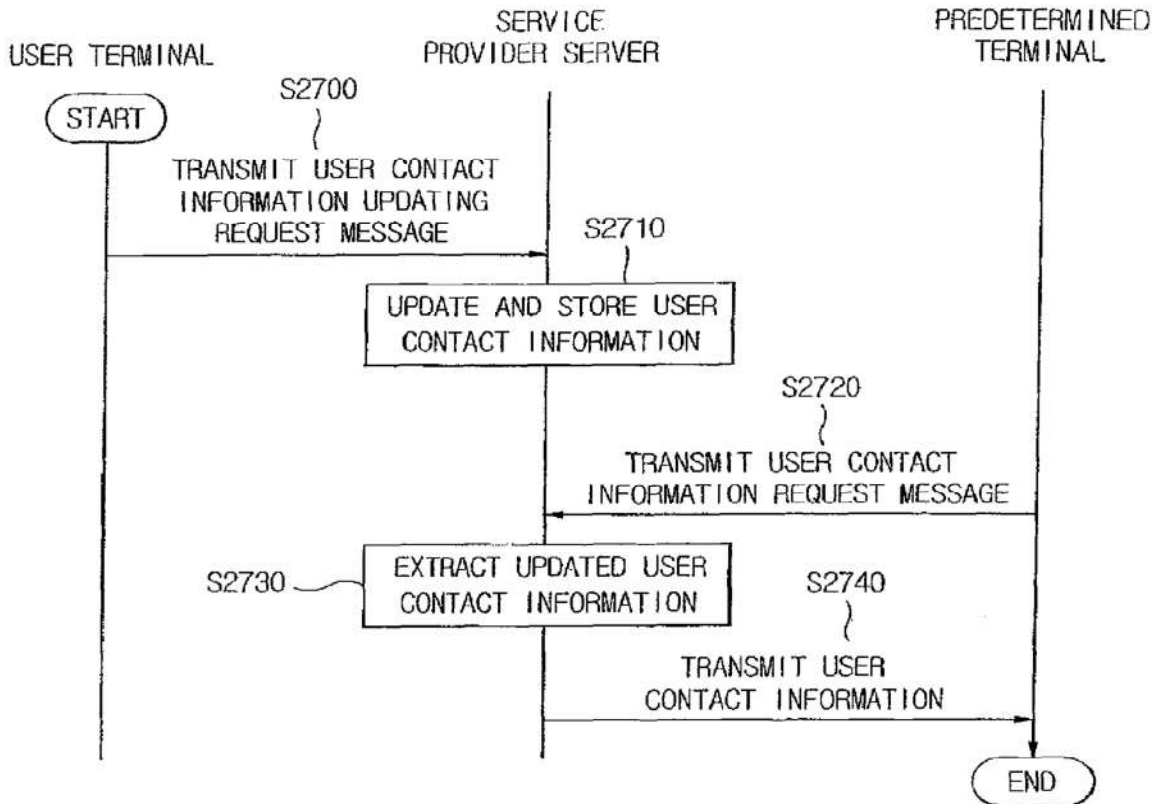 USER TERMINAL
SERVICE
PROVIDER SERVER
PREDETERMINED
TERMINAL
START
S2700
TRANSMIT USER CONTACT
INFORMATION UPDATING
REQUEST MESSAGE
S2710
UPDATE AND STORE USER
CONTACT INFORMATION
S2720
TRANSMIT USER CONTACT
INFORMATION REQUEST MESSAGE
S2730
EXTRACT UPDATED USER
CONTACT INFORMATION
S2740
TRANSMIT USER
CONTACT INFORMATION
END